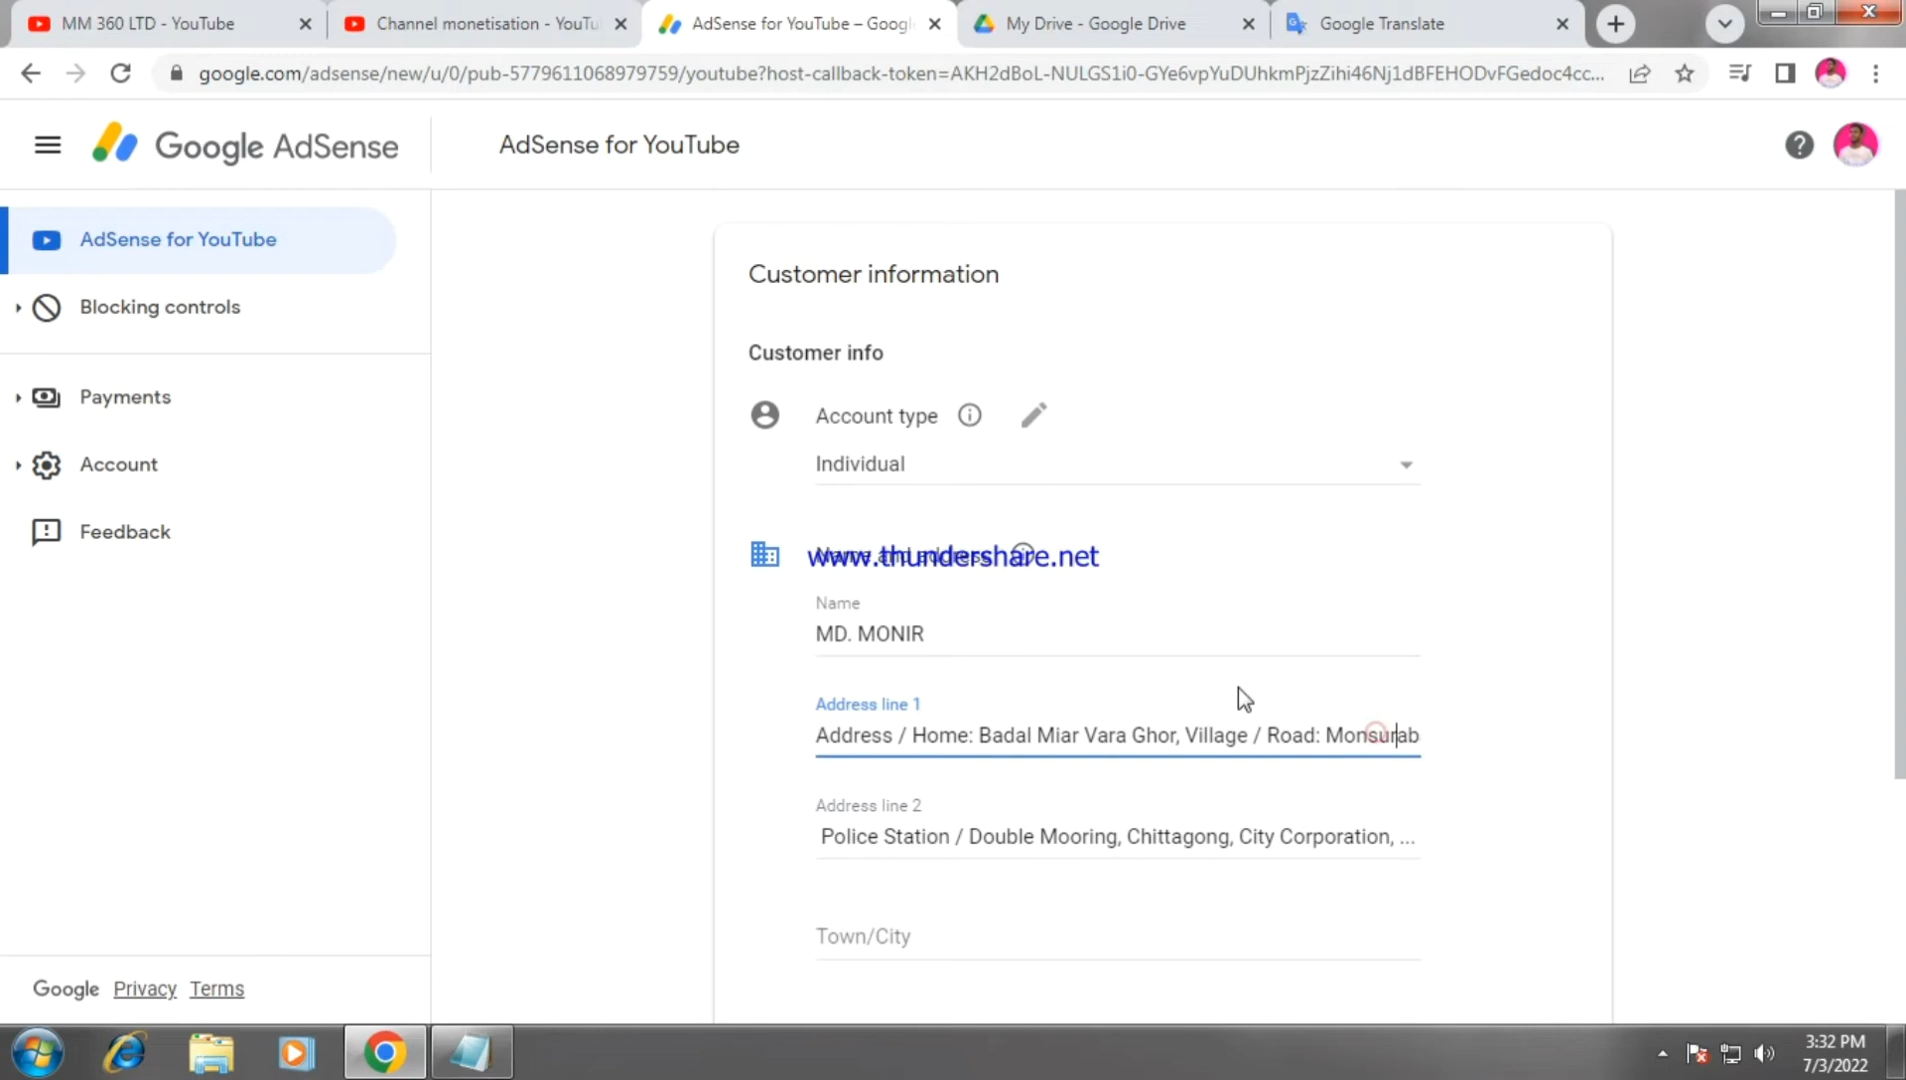 MM 360 LTD - YouTube
Channel monetisation - YouTu
AdSense for YouTube – Googl
My Drive - Google Drive
Google Translate
google.com/adsense/new/u/0/pub-5779611068979759/youtube?host-callback-token=AKH2dBoL-NULGS1i0-GYe6vpYuDUhkmPjzZihi46Nj1dBFEHODvFGedoc4cc...
Google AdSense
AdSense for YouTube
AdSense for YouTube
Blocking controls
Payments
Account
Feedback
Customer information
Customer info
Account type
Individual
Name and address
www.thundershare.net
Name
MD. MONIR
Address line 1
Address / Home: Badal Miar Vara Ghor, Village / Road: Monsurab
Address line 2
Police Station / Double Mooring, Chittagong, City Corporation, ...
Town/City
Google Privacy Terms
3:32 PM
7/3/2022